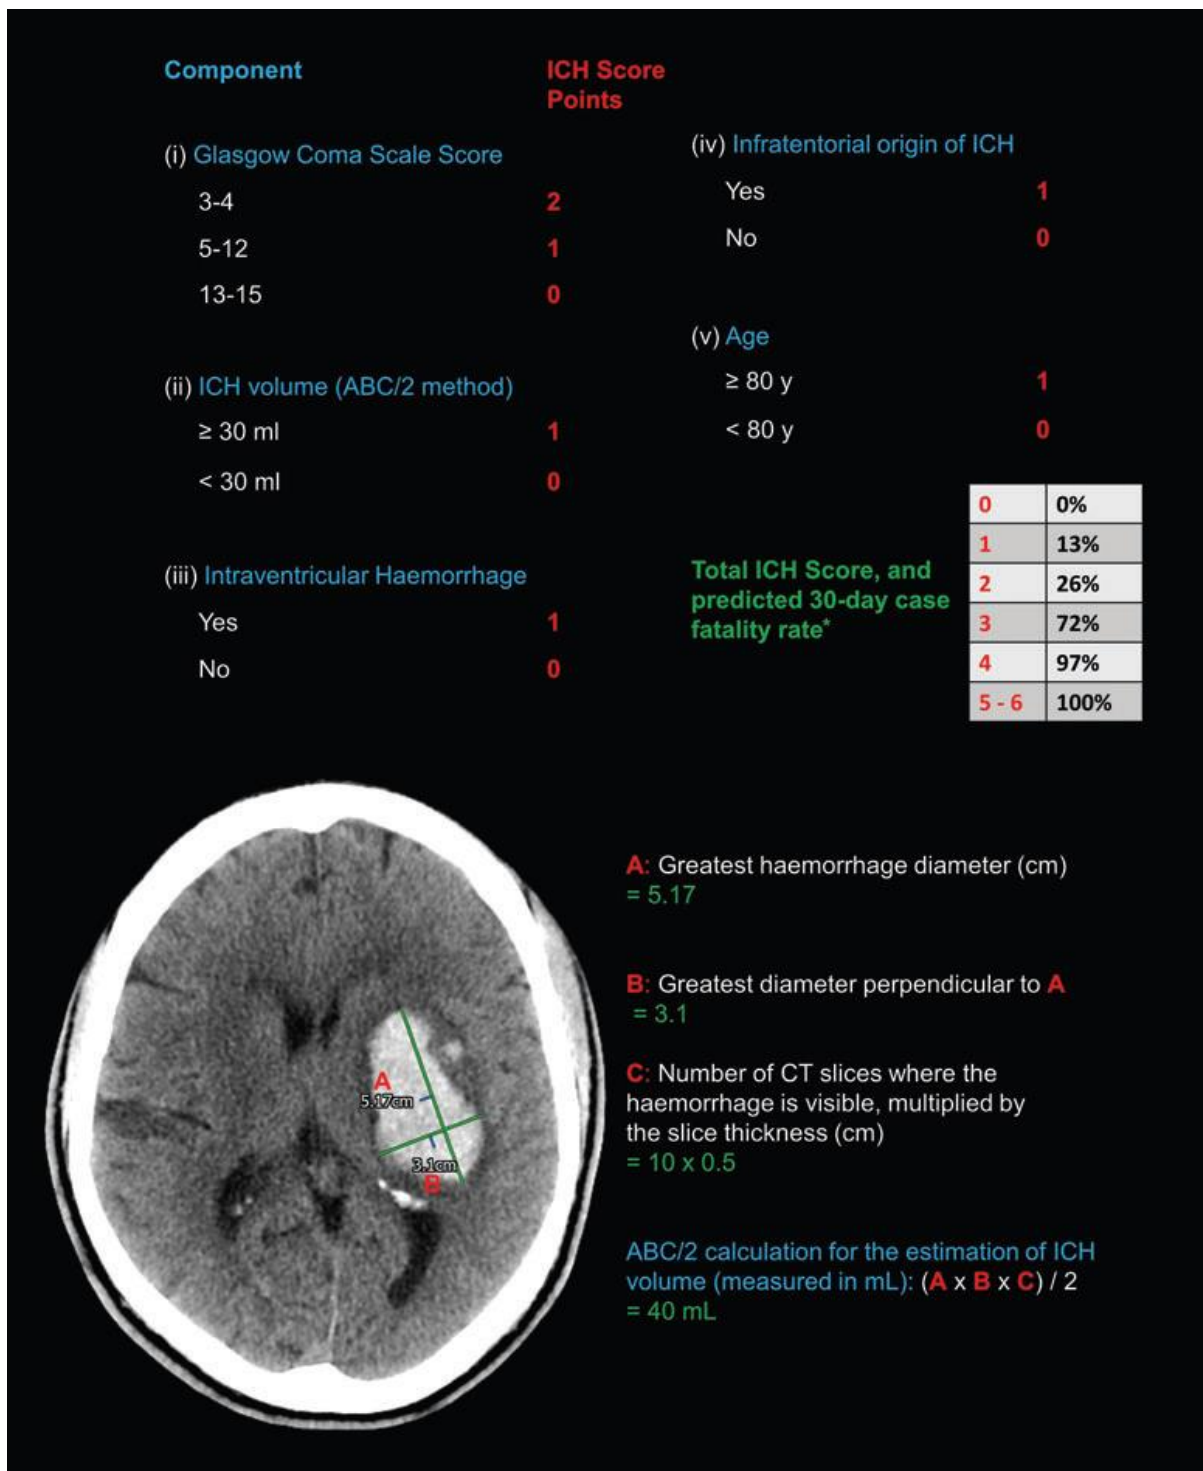 Component
ICH Score
Points
(i) Glasgow Coma Scale Score
3-4 2
5-12 1
13-15 0
(ii) ICH volume (ABC/2 method)
≥ 30 ml 1
< 30 ml 0
(iii) Intraventricular Haemorrhage
Yes 1
No 0
(iv) Infratentorial origin of ICH
Yes 1
No 0
(v) Age
≥ 80 y 1
< 80 y 0
Total ICH Score, and
predicted 30-day case
fatality rate*
0 0%
1 13%
2 26%
3 72%
4 97%
5 - 6 100%
A
5.17cm
3.1cm
B
A: Greatest haemorrhage diameter (cm)
= 5.17
B: Greatest diameter perpendicular to A
= 3.1
C: Number of CT slices where the
haemorrhage is visible, multiplied by
the slice thickness (cm)
= 10 x 0.5
ABC/2 calculation for the estimation of ICH
volume (measured in mL): (A x B x C) / 2
= 40 mL